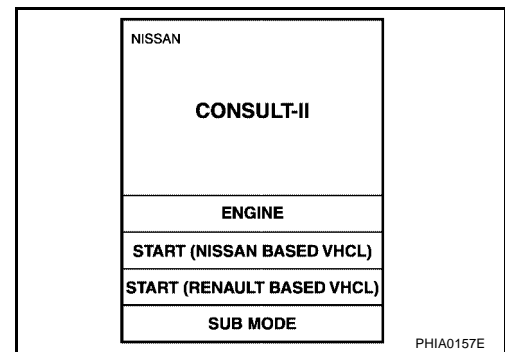 NISSAN
CONSULT-II
ENGINE
START (NISSAN BASED VHCL)
START (RENAULT BASED VHCL)
SUB MODE
PHIA0157E